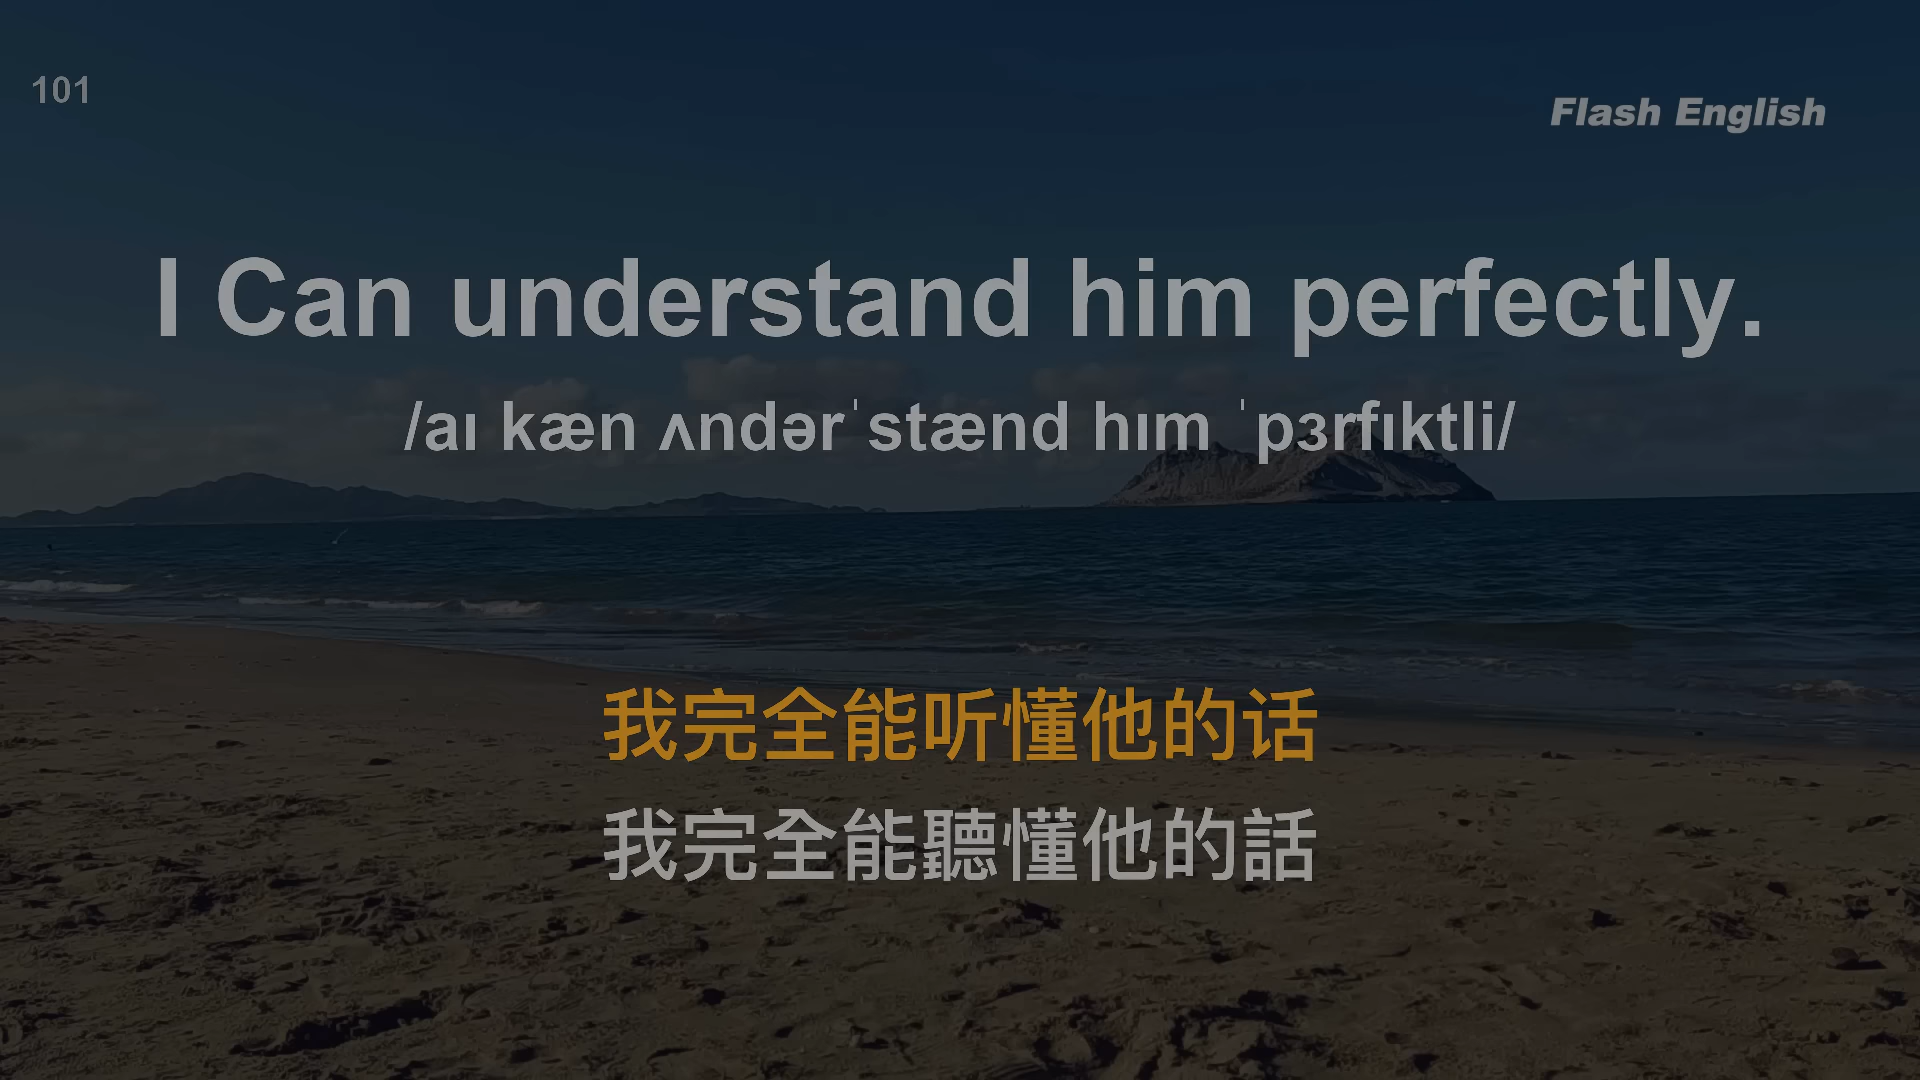 101
Flash English
I Can understand him perfectly.
/aɪ kæn ʌndərˈstænd hɪm ˈpɜrfɪktli/
我完全能听懂他的话
我完全能聽懂他的話